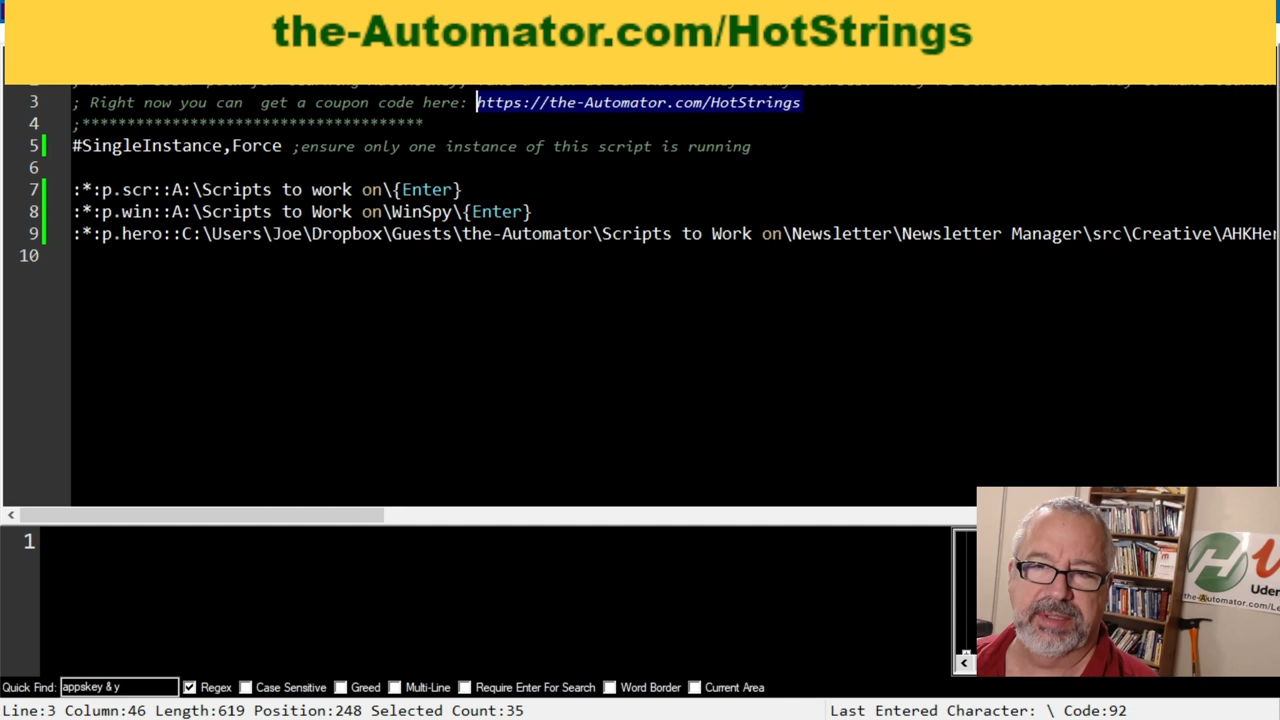 the-Automator.com/HotStrings
3 ; Right now you can get a coupon code here: https://the-Automator.com/HotStrings
4 ;**************************************
5 #SingleInstance,Force ;ensure only one instance of this script is running
6
7 :*:p.scr::A:\Scripts to work on\{Enter}
8 :*:p.win::A:\Scripts to Work on\WinSpy\{Enter}
9 :*:p.hero::C:\Users\Joe\Dropbox\Guests\the-Automator\Scripts to Work on\Newsletter\Newsletter Manager\src\Creative\AHKHer
10
1
H
Uder
the-Automator.com/Le
Quick Find: appskey & y Regex Case Sensitive Greed Multi-Line Require Enter For Search Word Border Current Area
Line:3 Column:46 Length:619 Position:248 Selected Count:35 Last Entered Character: \ Code:92